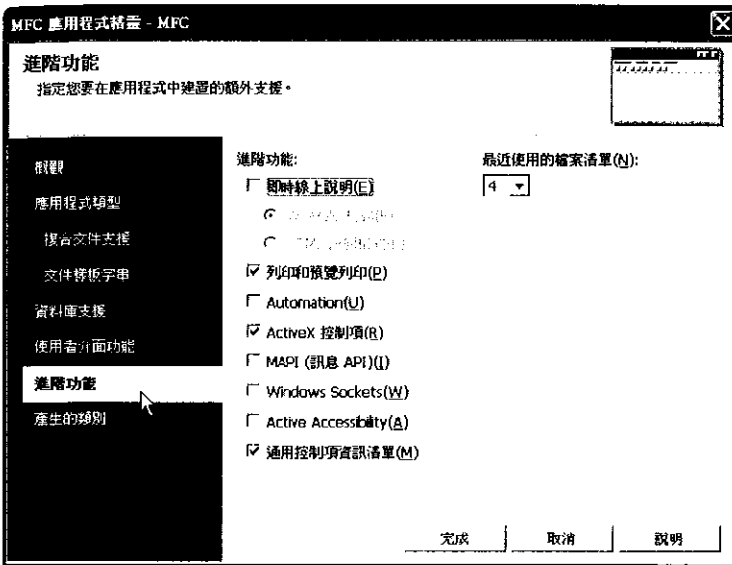 MFC 應用程式精靈 - MFC
進階功能
指定您要在應用程式中建置的額外支援。
概觀
應用程式類型
複合文件支援
文件樣板字串
資料庫支援
使用者介面功能
進階功能
產生的類別
進階功能:
即時線上說明(E)
列印和預覽列印(P)
Automation(U)
ActiveX 控制項(R)
MAPI (訊息 API)(I)
Windows Sockets(W)
Active Accessibility(A)
通用控制項資訊清單(M)
最近使用的檔案清單(N):
4
完成 取消 說明